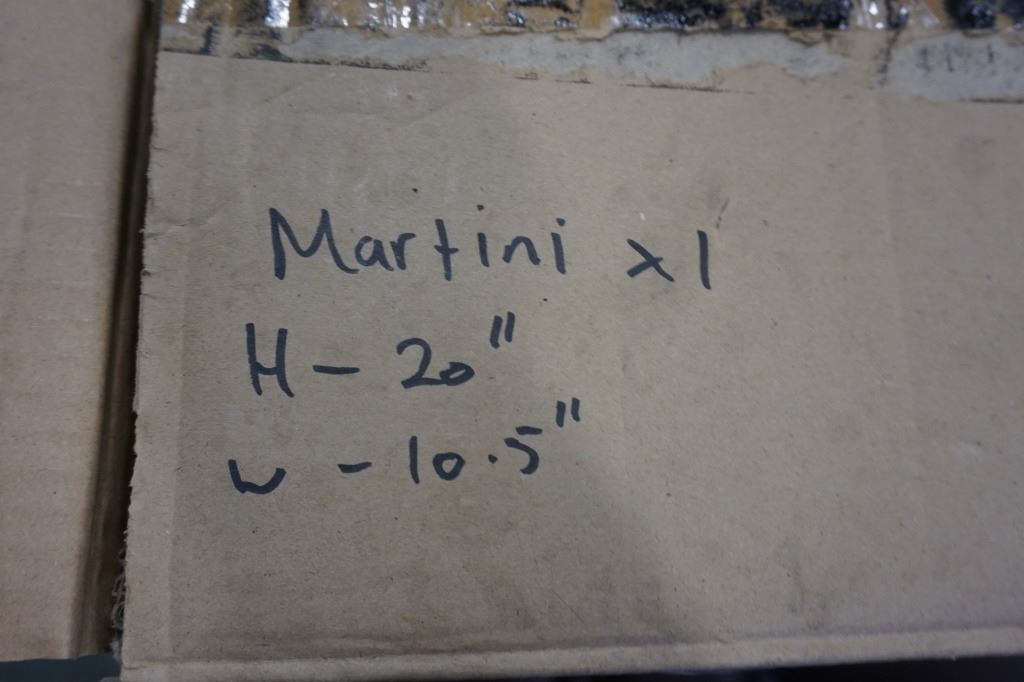 Martini x1
H - 20"
W - 10.5"